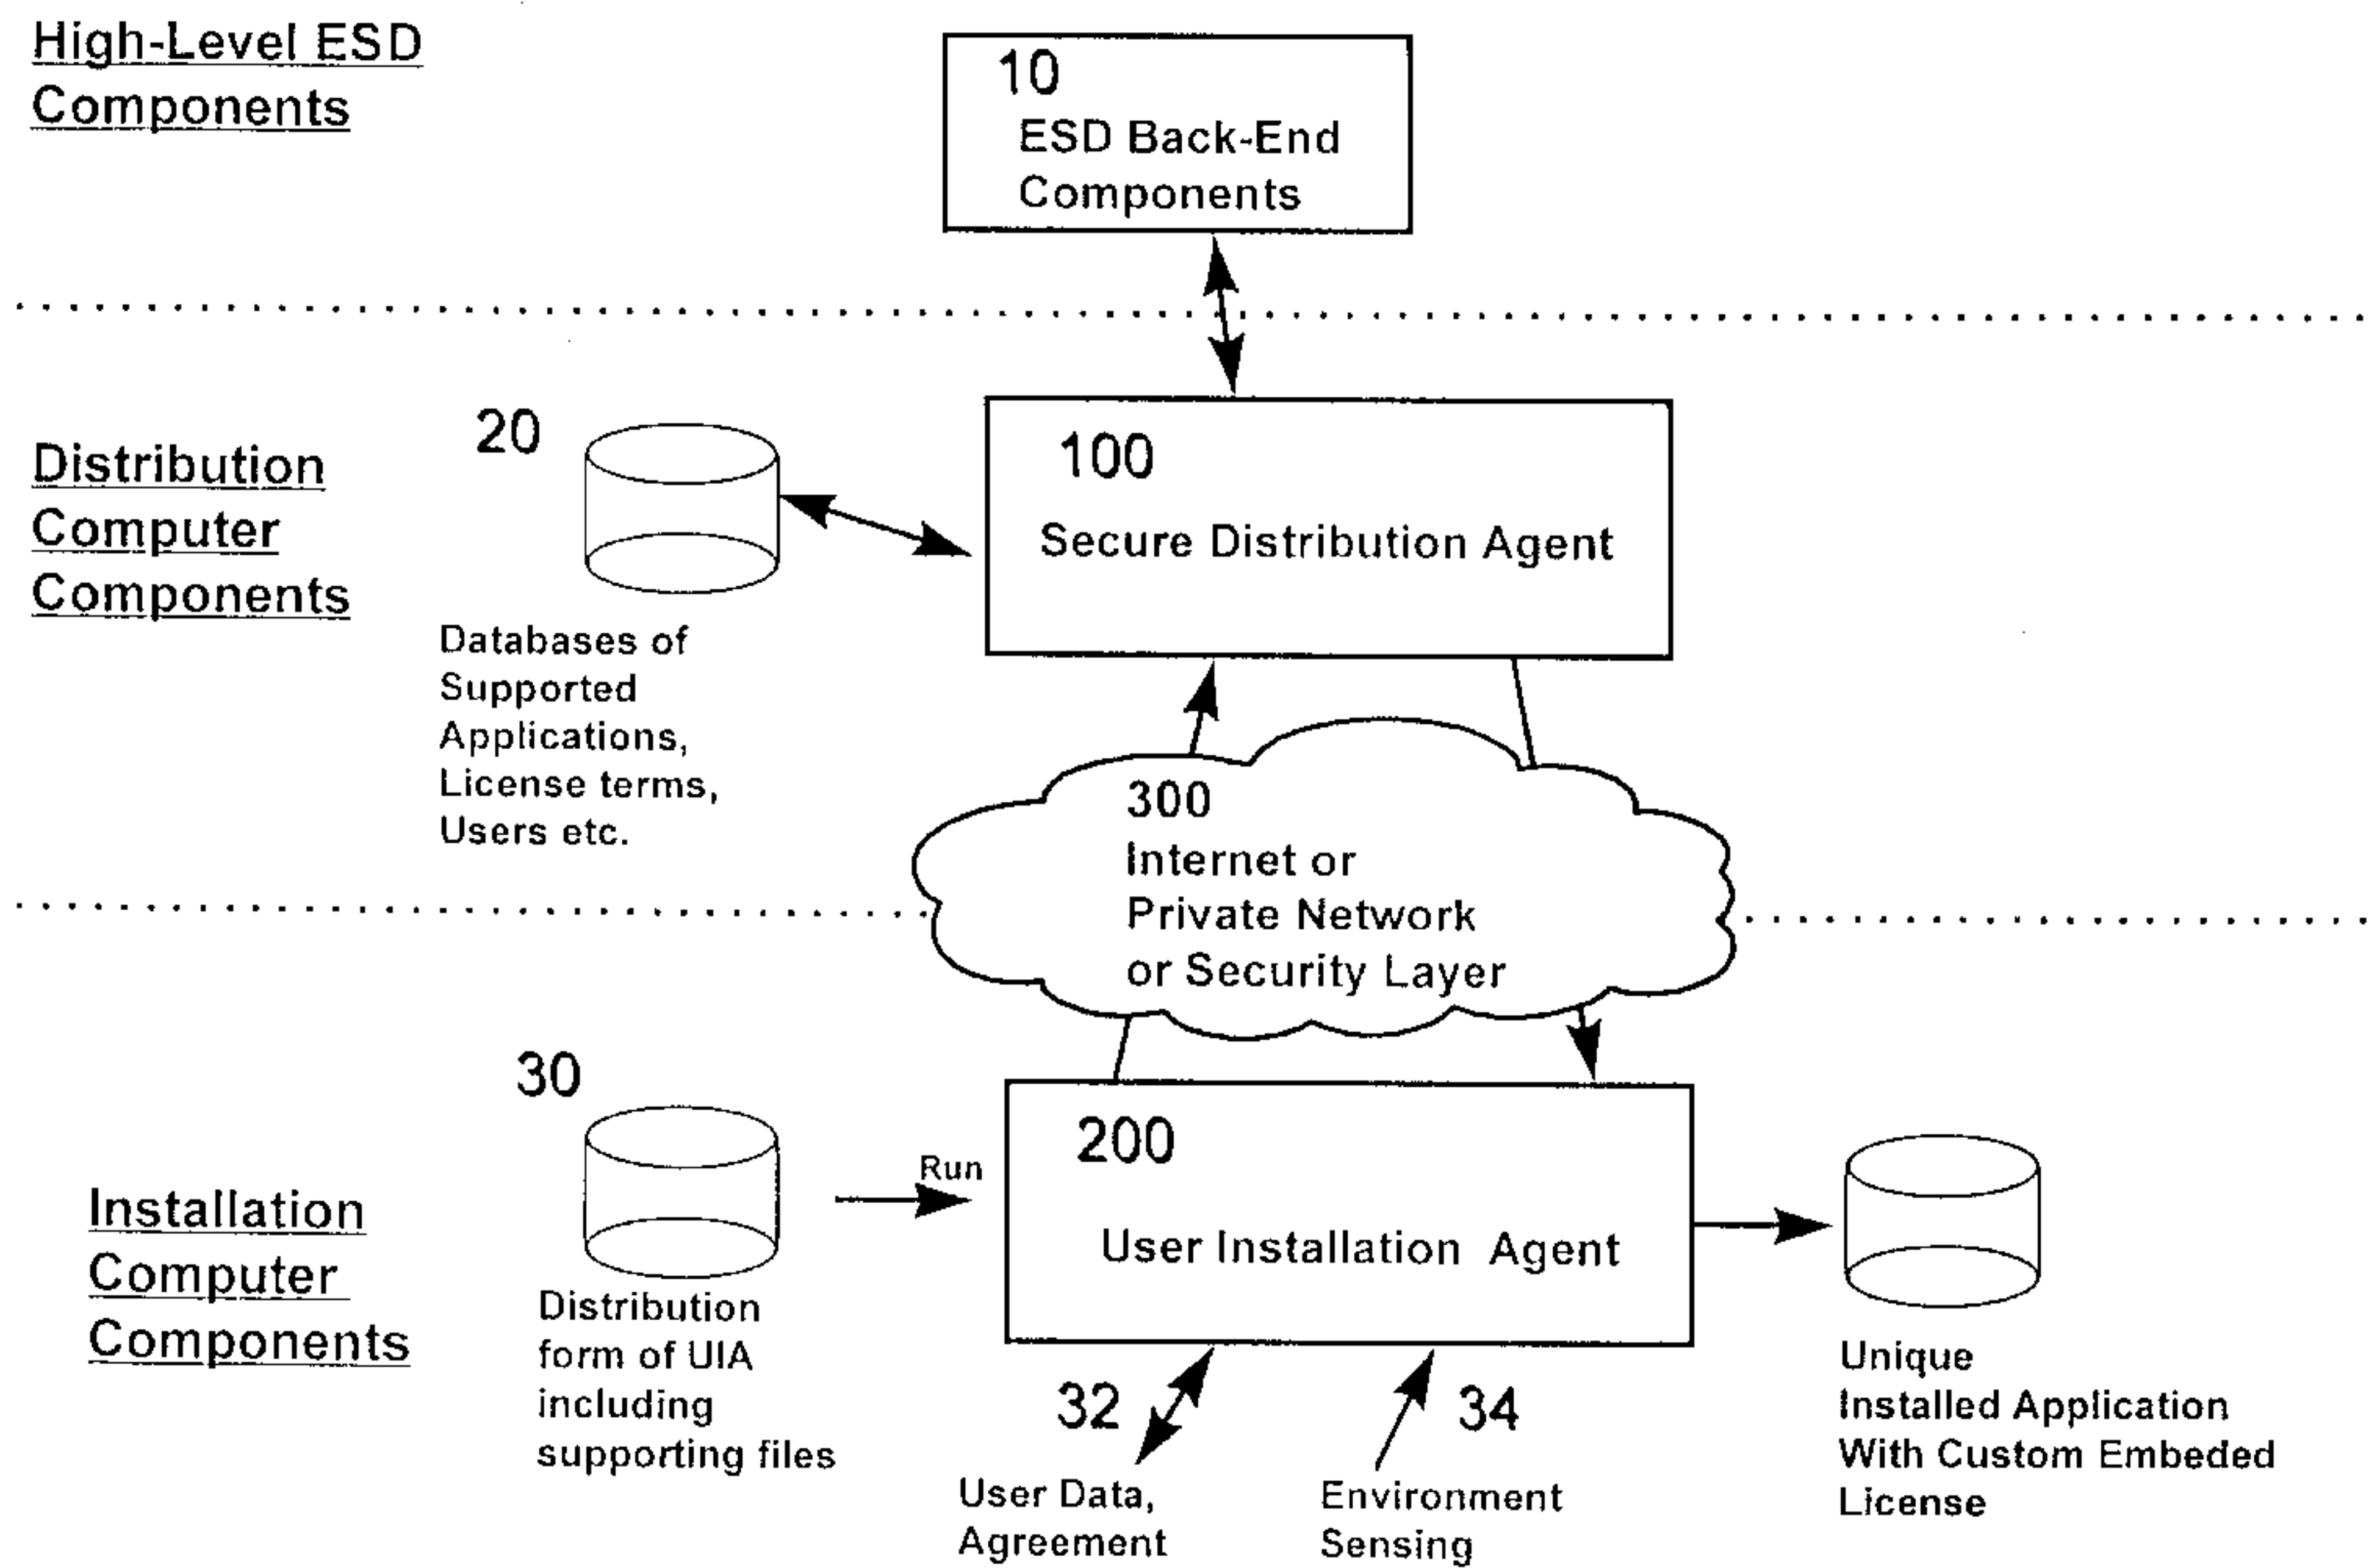 High-Level ESD
Components
10
ESD Back-End
Components
Distribution
Computer
Components
20
Databases of
Supported
Applications,
License terms,
Users etc.
100
Secure Distribution Agent
300
Internet or
Private Network
or Security Layer
Installation
Computer
Components
30
Distribution
form of UIA
including
supporting files
Run
200
User Installation Agent
32
User Data,
Agreement
34
Environment
Sensing
Unique
Installed Application
With Custom Embeded
License